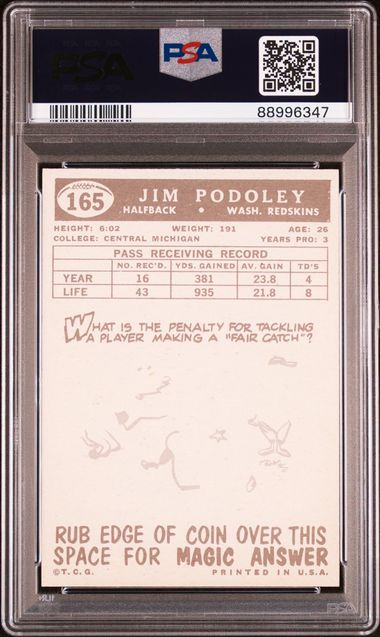 PSA
PSA
88996347
165
JIM PODOLEY
HALFBACK • WASH. REDSKINS
HEIGHT: 6:02 WEIGHT: 191 AGE: 26
COLLEGE: CENTRAL MICHIGAN YEARS PRO: 3
PASS RECEIVING RECORD
NO. REC'D. YDS. GAINED AV. GAIN TD'S
YEAR 16 381 23.8 4
LIFE 43 935 21.8 8
WHAT IS THE PENALTY FOR TACKLING
A PLAYER MAKING A "FAIR CATCH"?
RUB EDGE OF COIN OVER THIS
SPACE FOR MAGIC ANSWER
©T.C.G. PRINTED IN U.S.A.